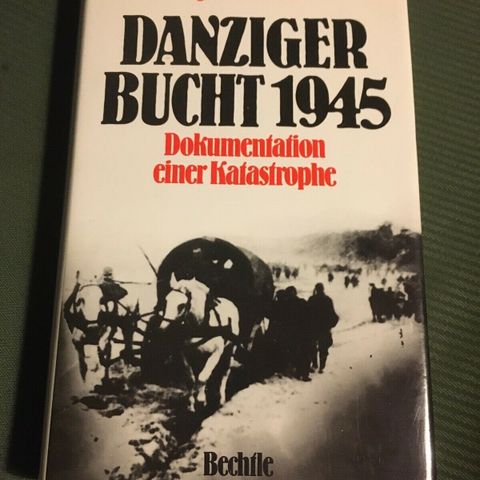 DANZIGER
BUCHT 1945
Dokumentation
einer Katastrophe
Bechtle